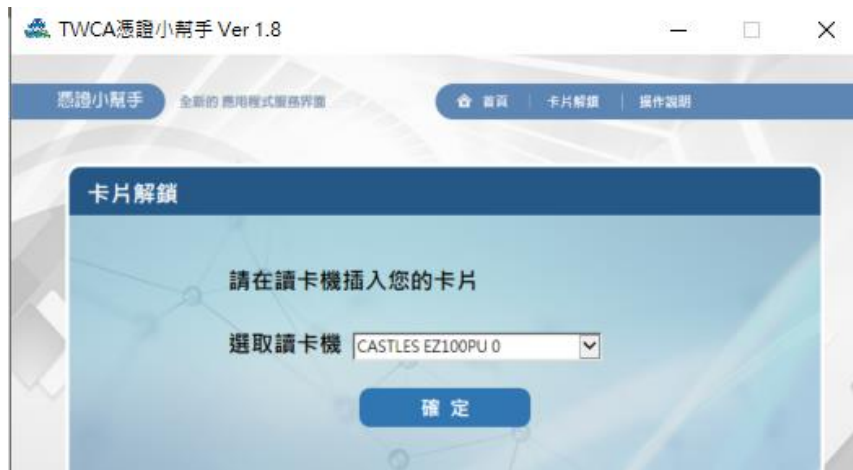 TWCA憑證小幫手 Ver 1.8
憑證小幫手 全新的 應用程式服務界面 首頁 | 卡片解鎖 | 操作說明
卡片解鎖
請在讀卡機插入您的卡片
選取讀卡機 CASTLES EZ100PU 0
確 定